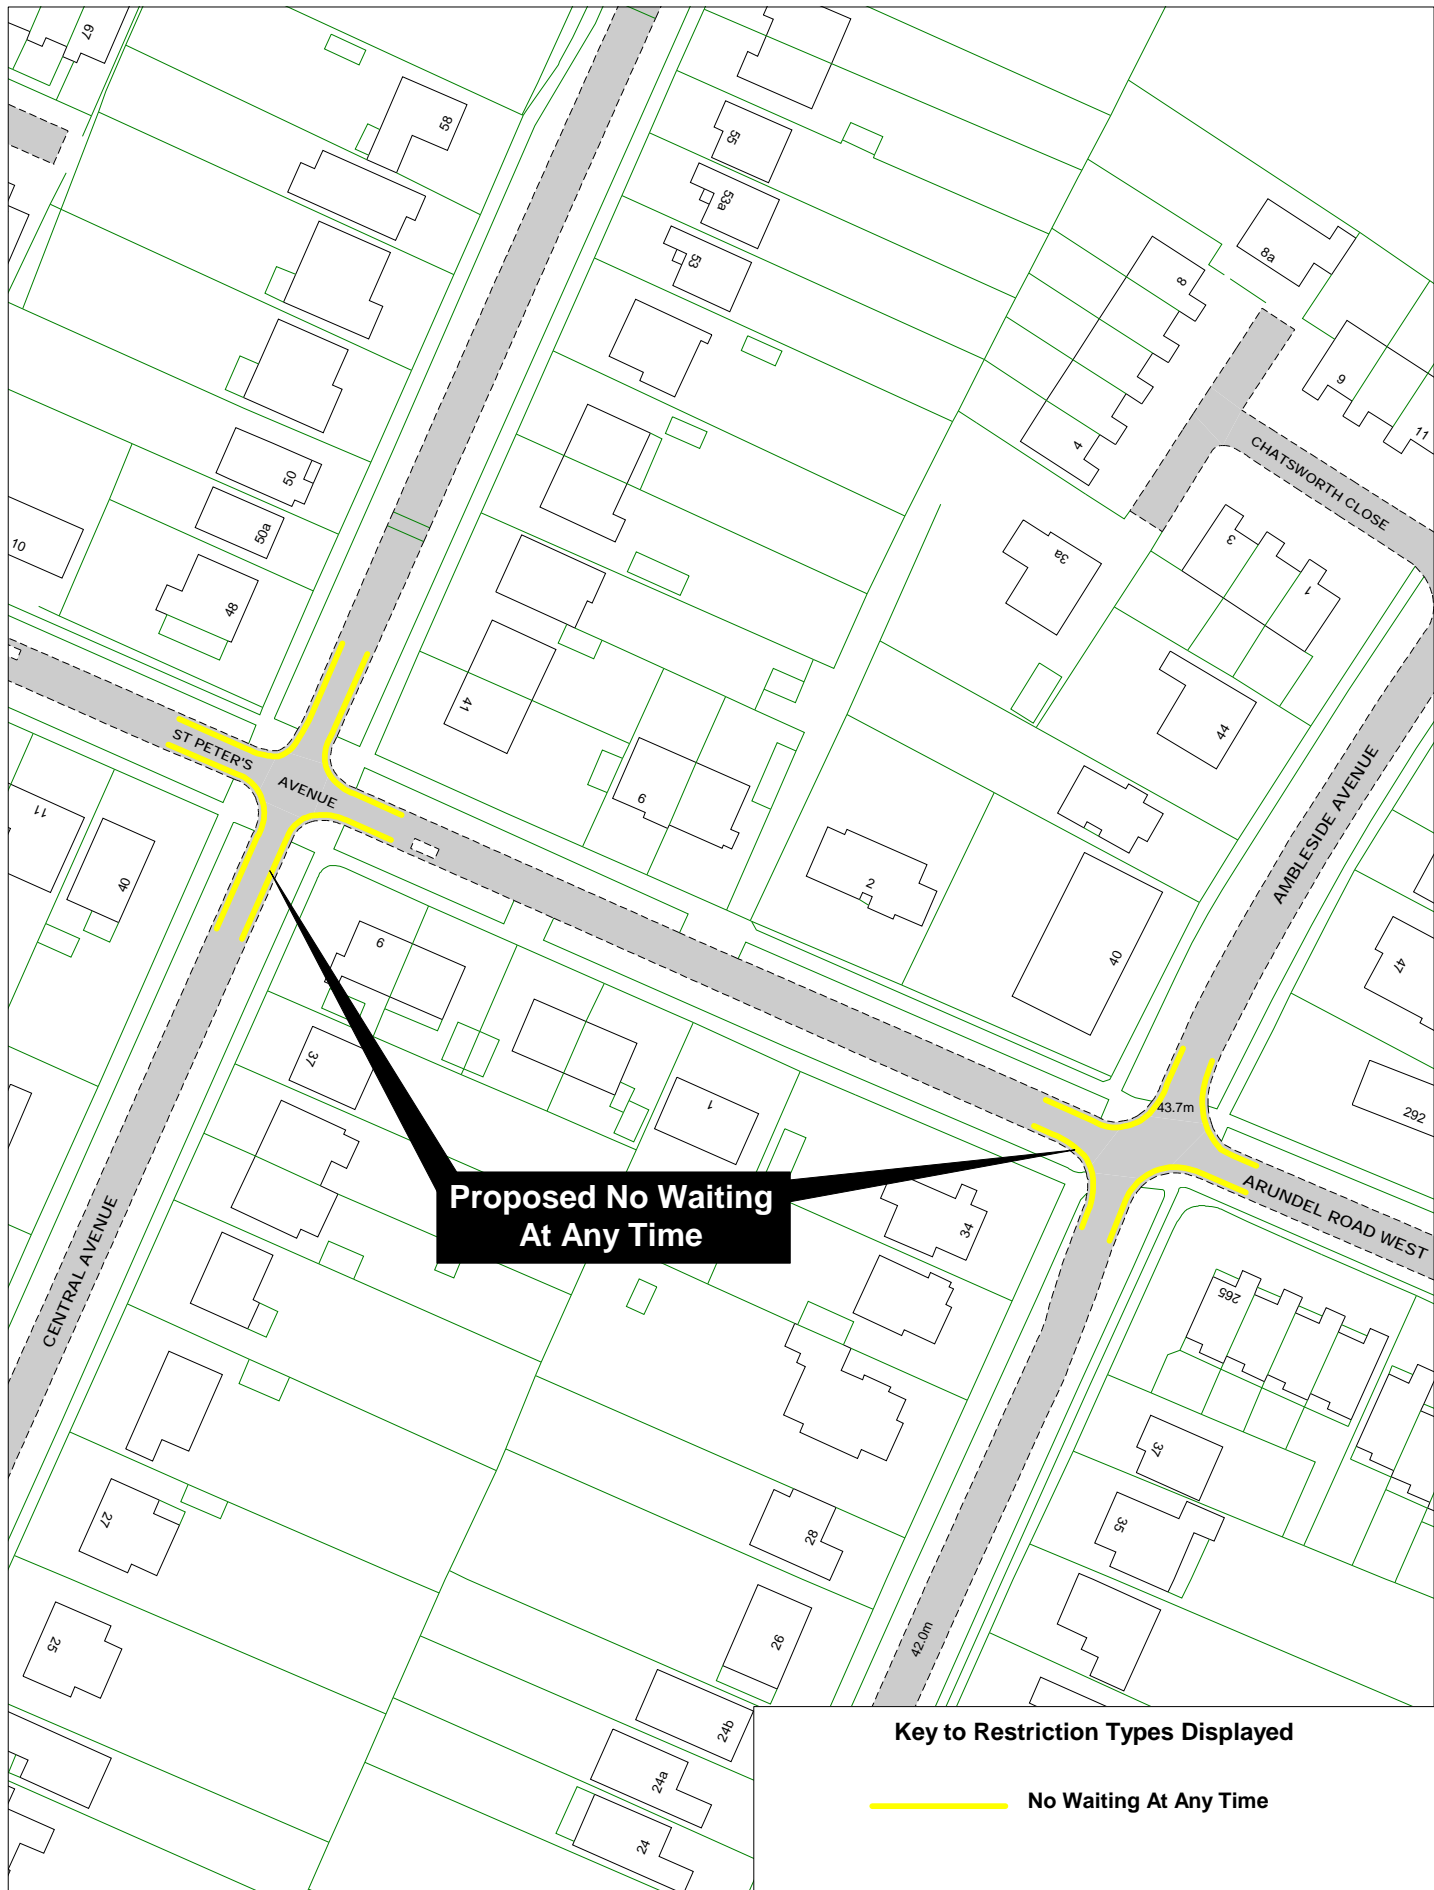 67
58
55
53a
53
8a
8
9
11
4
CHATSWORTH CLOSE
50
50a
48
10
3a
3
1
44
41
ST PETER'S
AVENUE
9
2
40
AMBLESIDE AVENUE
11
40
47
9
37
1
43.7m
292
ARUNDEL ROAD WEST
Proposed No Waiting
At Any Time
34
CENTRAL AVENUE
265
37
35
27
28
25
26
42.0m
24b
24a
24
Key to Restriction Types Displayed
No Waiting At Any Time